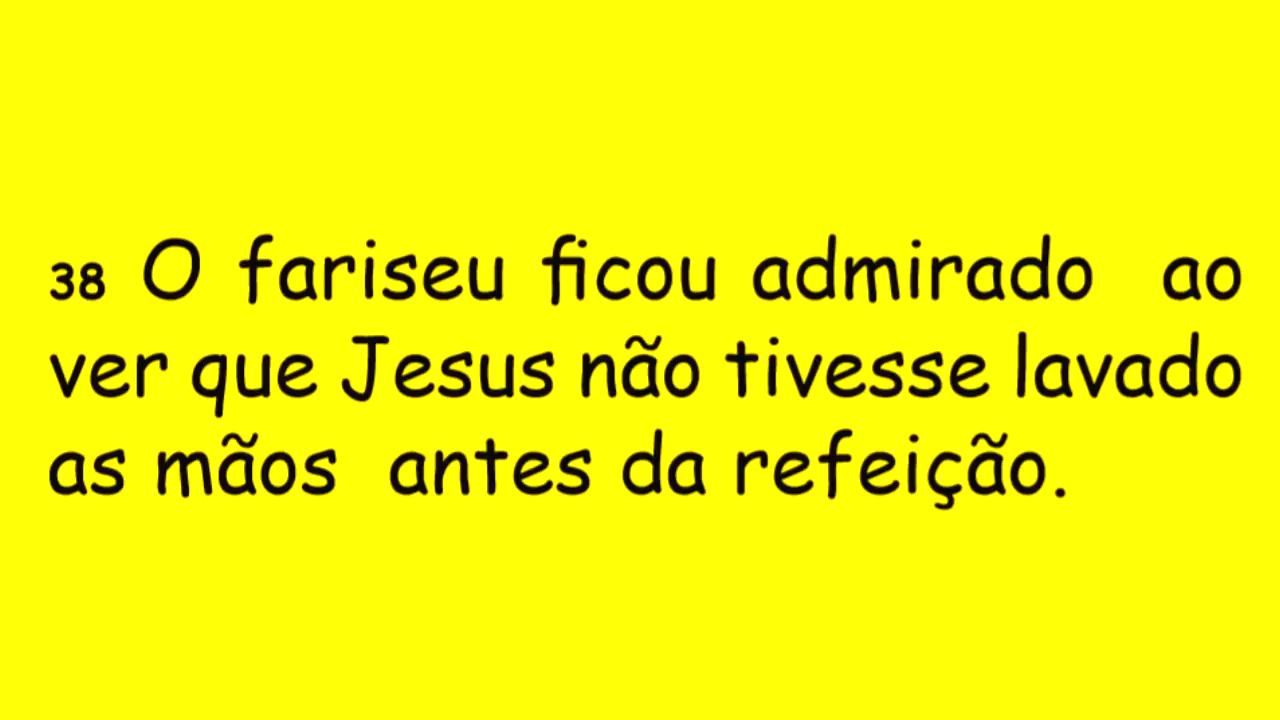 38 O fariseu ficou admirado ao
ver que Jesus não tivesse lavado
as mãos antes da refeição.